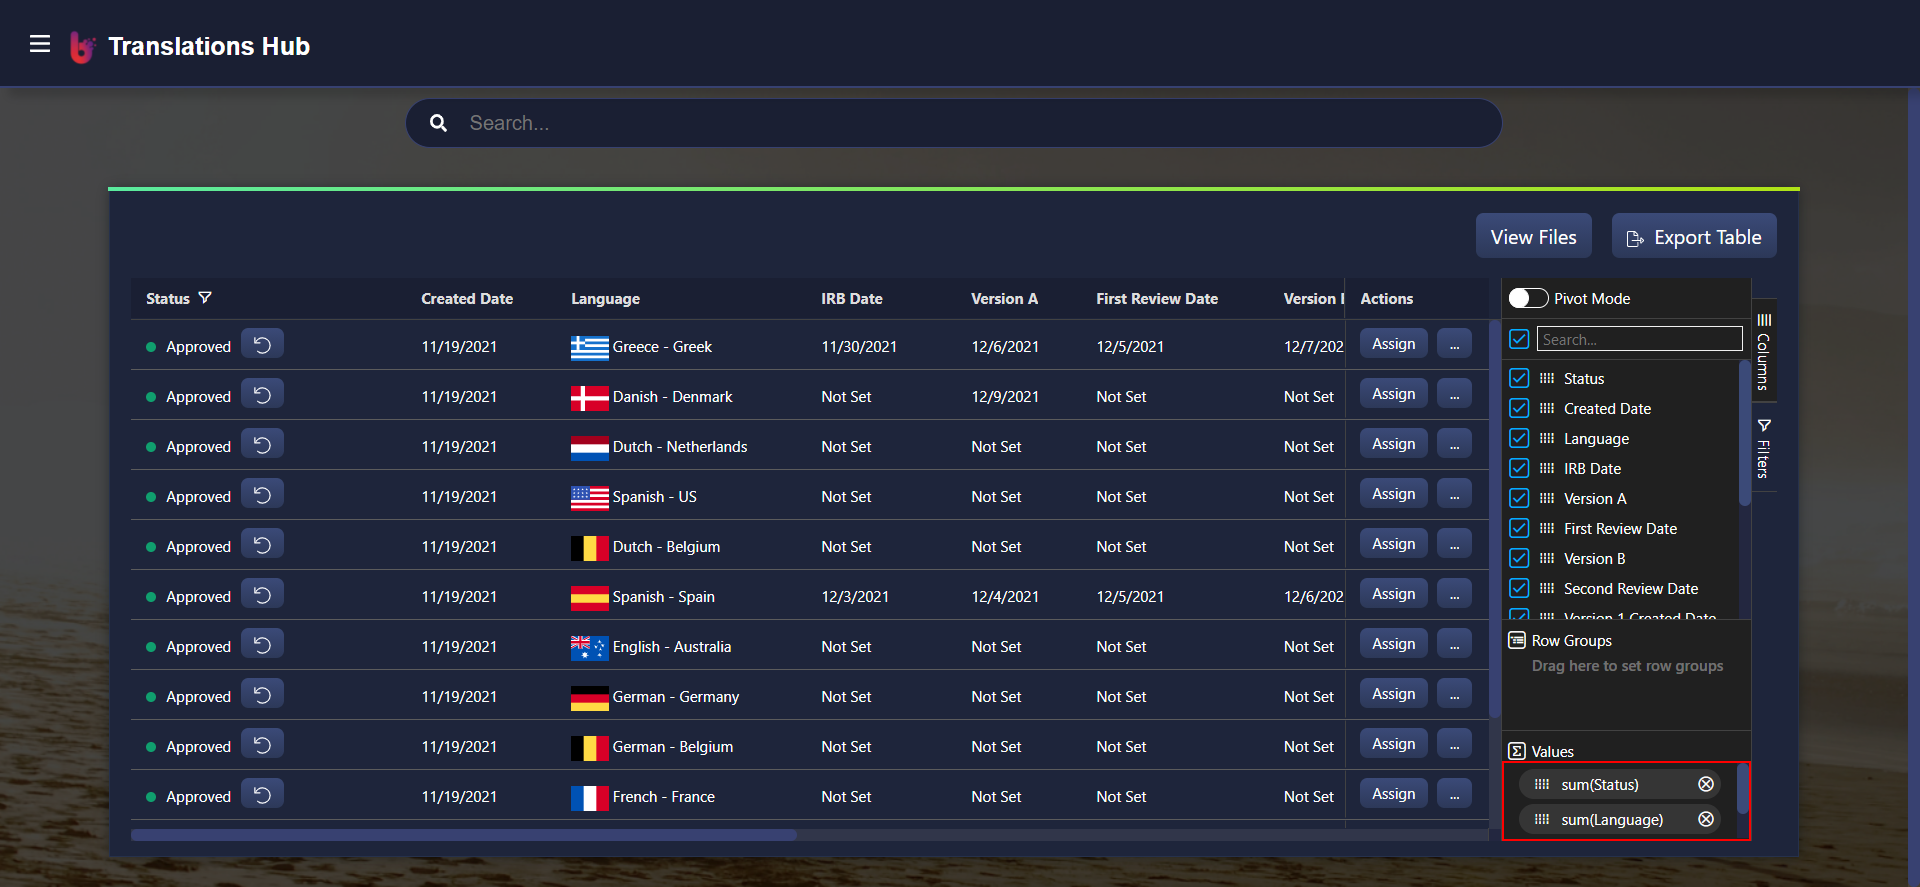 Translations Hub
Search...
View Files
Export Table
Status Created Date Language IRB Date Version A First Review Date Version Actions
Approved 11/19/2021 Greece - Greek 11/30/2021 12/6/2021 12/5/2021 12/7/202 Assign ...
Approved 11/19/2021 Danish - Denmark Not Set 12/9/2021 Not Set Not Set Assign ...
Approved 11/19/2021 Dutch - Netherlands Not Set Not Set Not Set Not Set Assign ...
Approved 11/19/2021 Spanish - US Not Set Not Set Not Set Not Set Assign ...
Approved 11/19/2021 Dutch - Belgium Not Set Not Set Not Set Not Set Assign ...
Approved 11/19/2021 Spanish - Spain 12/3/2021 12/4/2021 12/5/2021 12/6/202 Assign ...
Approved 11/19/2021 English - Australia Not Set Not Set Not Set Not Set Assign ...
Approved 11/19/2021 German - Germany Not Set Not Set Not Set Not Set Assign ...
Approved 11/19/2021 German - Belgium Not Set Not Set Not Set Not Set Assign ...
Approved 11/19/2021 French - France Not Set Not Set Not Set Not Set Assign ...
Pivot Mode
Search...
Status
Created Date
Language
IRB Date
Version A
First Review Date
Version B
Second Review Date
Version 1 Created Date
Row Groups
Drag here to set row groups
Values
sum(Status)
sum(Language)
Columns
Filters